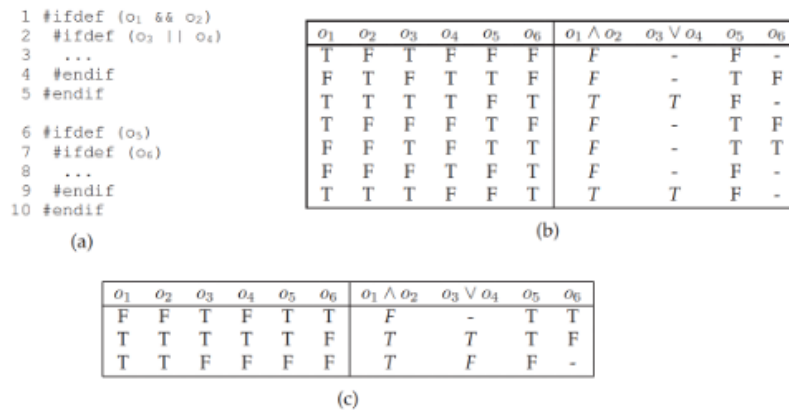 1 #ifdef (o₁ && o₂)
2 #ifdef (o₃ || o₄)
3 ...
4 #endif
5 #endif
6 #ifdef (o₅)
7 #ifdef (o₆)
8 ...
9 #endif
10 #endif
(a)
o₁ o₂ o₃ o₄ o₅ o₆ o₁ ∧ o₂ o₃ ∨ o₄ o₅ o₆
T F T F F F F - F -
F T F T T F F - T F
T T T T F T T T F -
T F F F T F F - T F
F F T F T T F - T T
F F F T F T F - F -
T T T F F T T T F -
(b)
o₁ o₂ o₃ o₄ o₅ o₆ o₁ ∧ o₂ o₃ ∨ o₄ o₅ o₆
F F T F T T F - T T
T T T T T F T T T F
T T F F F F T F F -
(c)